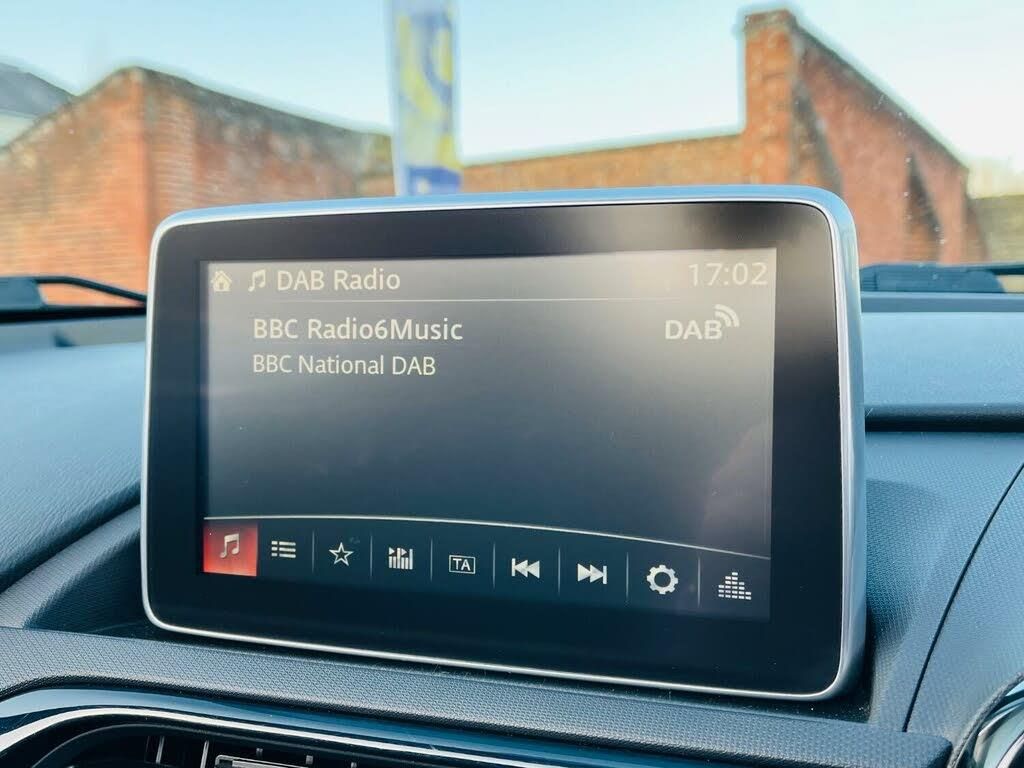 DAB Radio 17:02
BBC Radio6Music DAB
BBC National DAB
TA